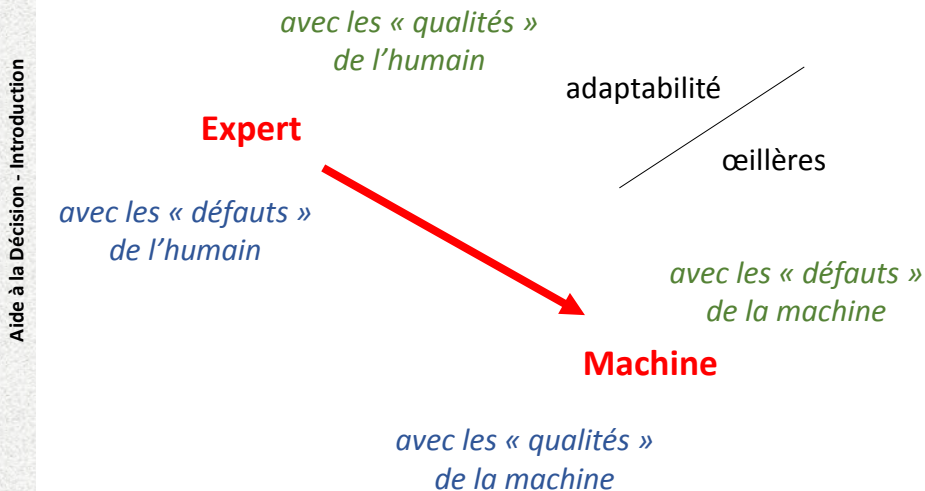 Aide à la Décision - Introduction
avec les « qualités »
de l’humain
adaptabilité
Expert
œillères
avec les « défauts »
de l’humain
avec les « défauts »
de la machine
Machine
avec les « qualités »
de la machine